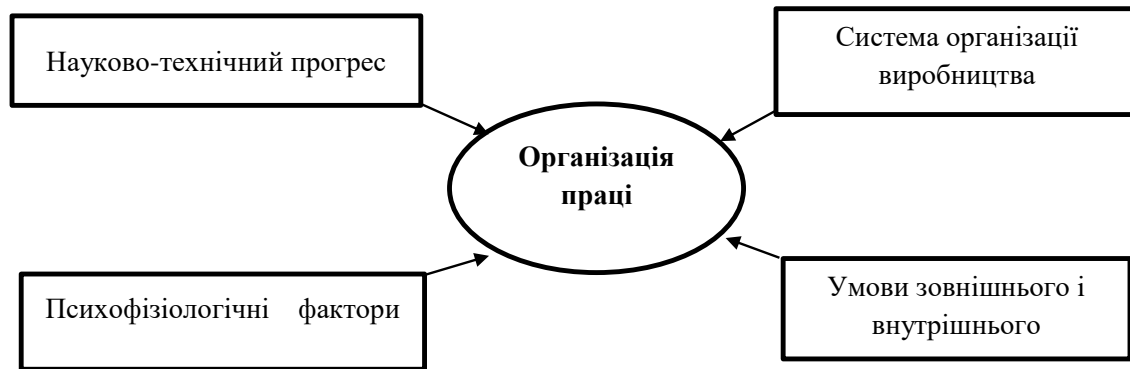 Науково-технічний прогрес
Система організації
виробництва
Організація
праці
Психофізіологічні фактори
Умови зовнішнього і
внутрішнього